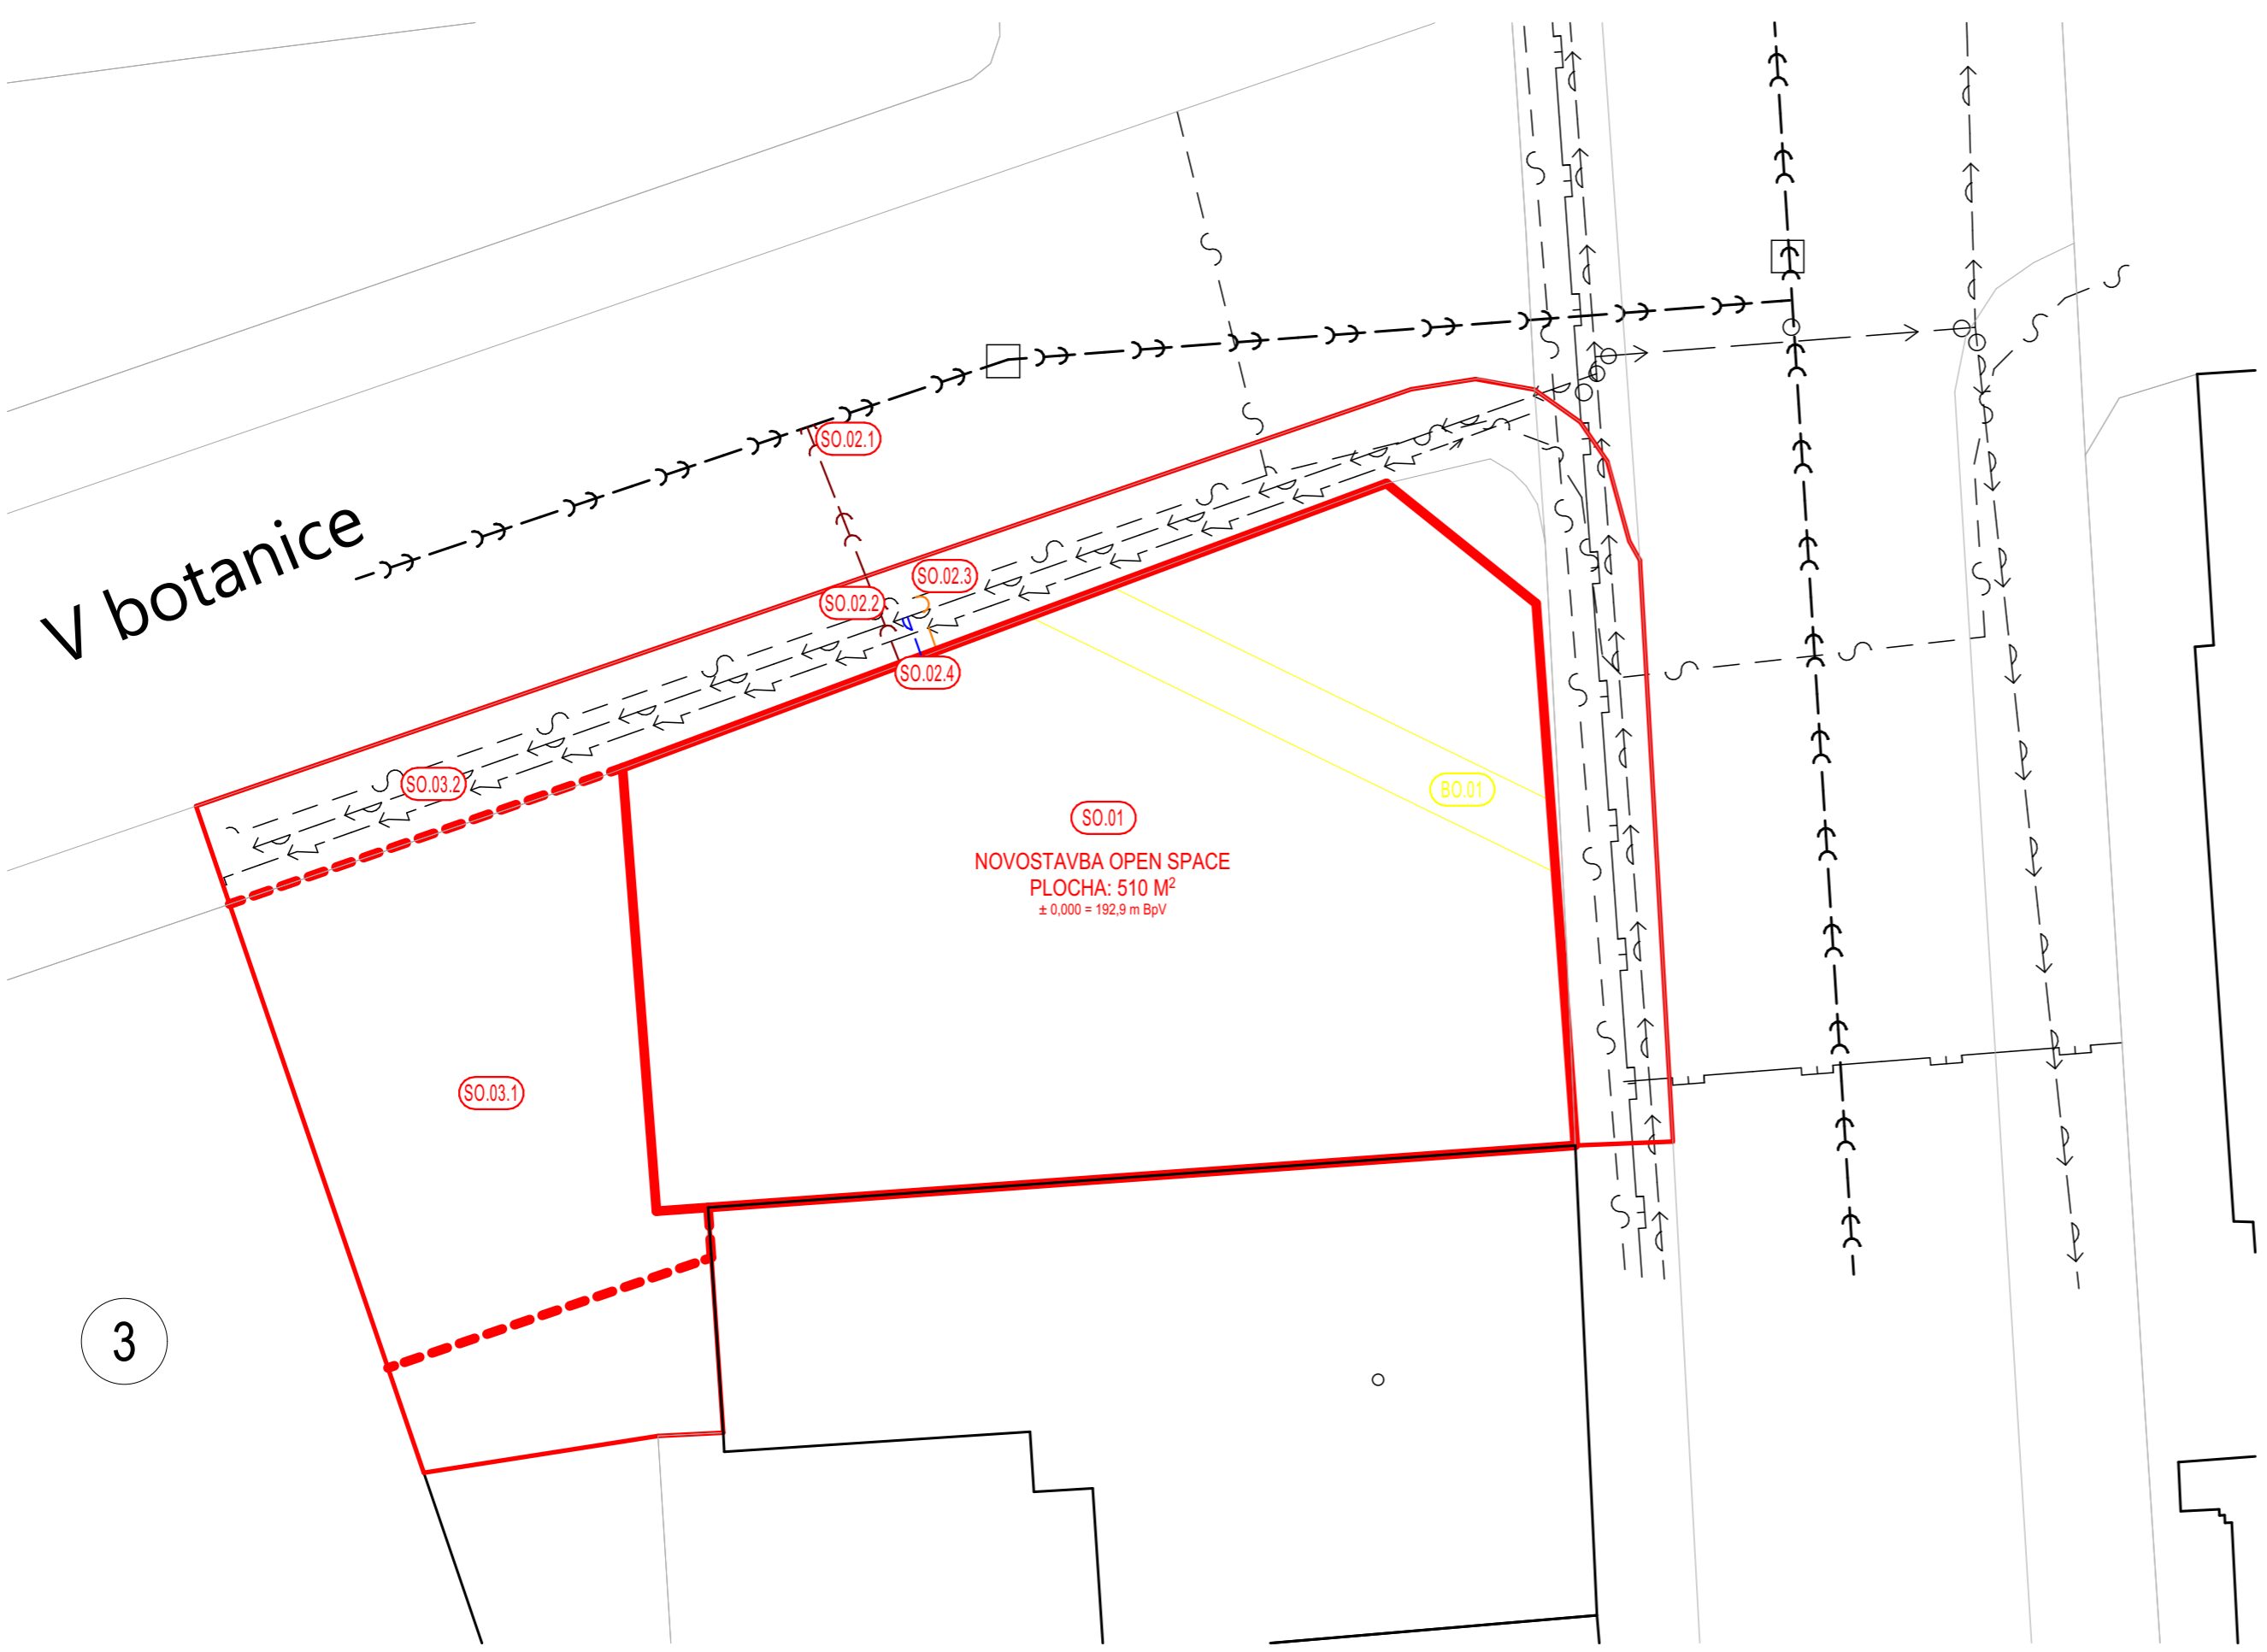 SO.02.1
V botanice
SO.02.3
SO.02.2
SO.02.4
SO.03.2
BO.01
SO.01
NOVOSTAVBA OPEN SPACE
PLOCHA: 510 M²
± 0,000 = 192,9 m BpV
SO.03.1
3